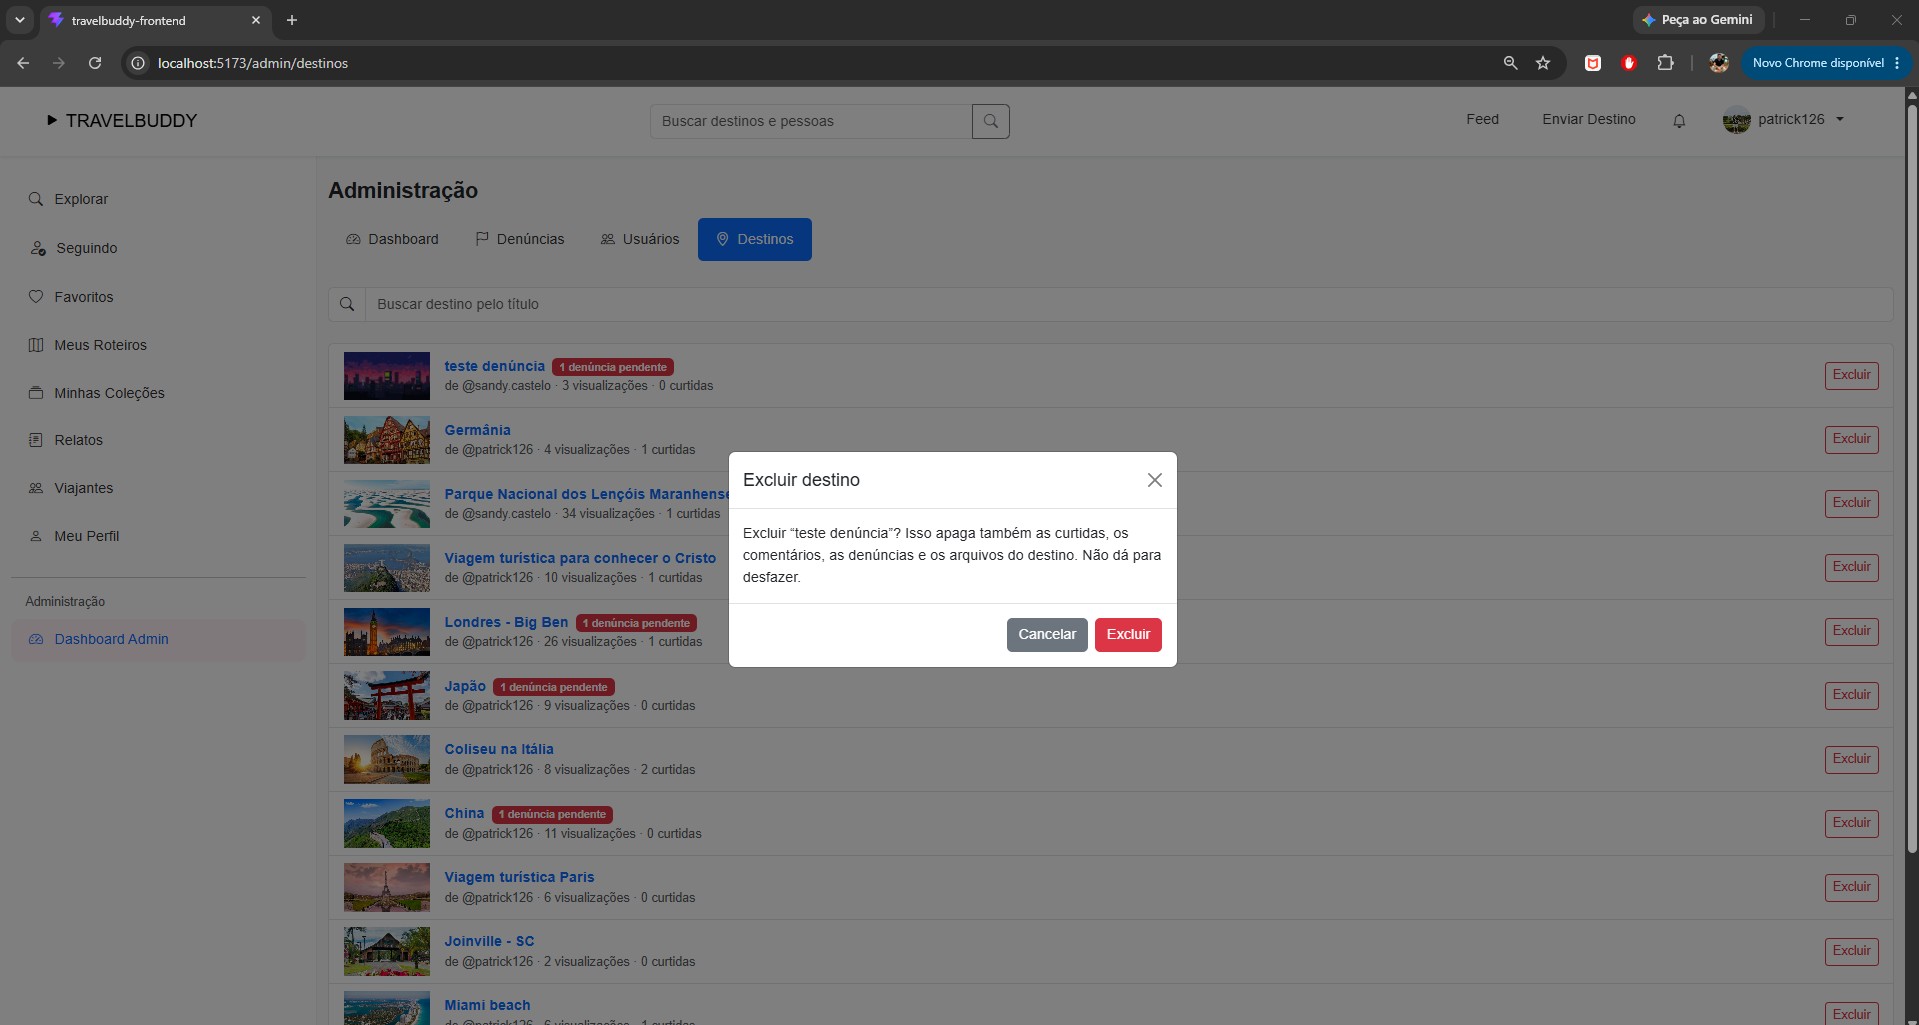 travelbuddy-frontend
Peça ao Gemini
localhost:5173/admin/destinos
Novo Chrome disponível
TRAVELBUDDY
Buscar destinos e pessoas
Feed
Enviar Destino
patrick126
Explorar
Seguindo
Favoritos
Meus Roteiros
Minhas Coleções
Relatos
Viajantes
Meu Perfil
Administração
Dashboard Admin
Administração
Dashboard
Denúncias
Usuários
Destinos
Buscar destino pelo título
teste denúncia 1 denúncia pendente
de @sandy.castelo · 3 visualizações · 0 curtidas
Excluir
Germânia
de @patrick126 · 4 visualizações · 1 curtidas
Excluir
Parque Nacional dos Lençóis Maranhense
de @sandy.castelo · 34 visualizações · 1 curtidas
Excluir
Viagem turística para conhecer o Cristo
de @patrick126 · 10 visualizações · 1 curtidas
Excluir
Londres - Big Ben 1 denúncia pendente
de @patrick126 · 26 visualizações · 1 curtidas
Excluir
Japão 1 denúncia pendente
de @patrick126 · 9 visualizações · 0 curtidas
Excluir
Coliseu na Itália
de @patrick126 · 8 visualizações · 2 curtidas
Excluir
China 1 denúncia pendente
de @patrick126 · 11 visualizações · 0 curtidas
Excluir
Viagem turística Paris
de @patrick126 · 6 visualizações · 0 curtidas
Excluir
Joinville - SC
de @patrick126 · 2 visualizações · 0 curtidas
Excluir
Miami beach
de @patrick126 · 6 visualizações · 1 curtidas
Excluir
Excluir destino
Excluir “teste denúncia”? Isso apaga também as curtidas, os
comentários, as denúncias e os arquivos do destino. Não dá para
desfazer.
Cancelar
Excluir